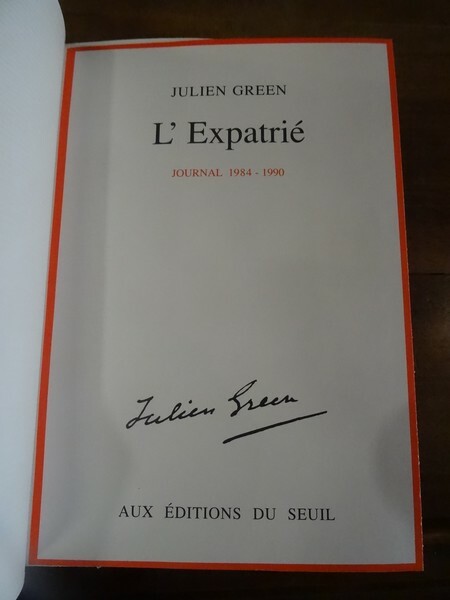 JULIEN GREEN
L' Expatrié
JOURNAL 1984 - 1990
Julien Green
AUX ÉDITIONS DU SEUIL